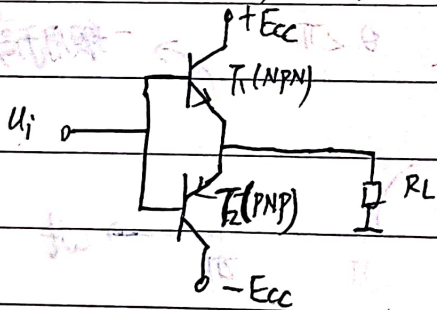 +Ecc
T1(NPN)
Ui
T2(PNP)
RL
-Ecc